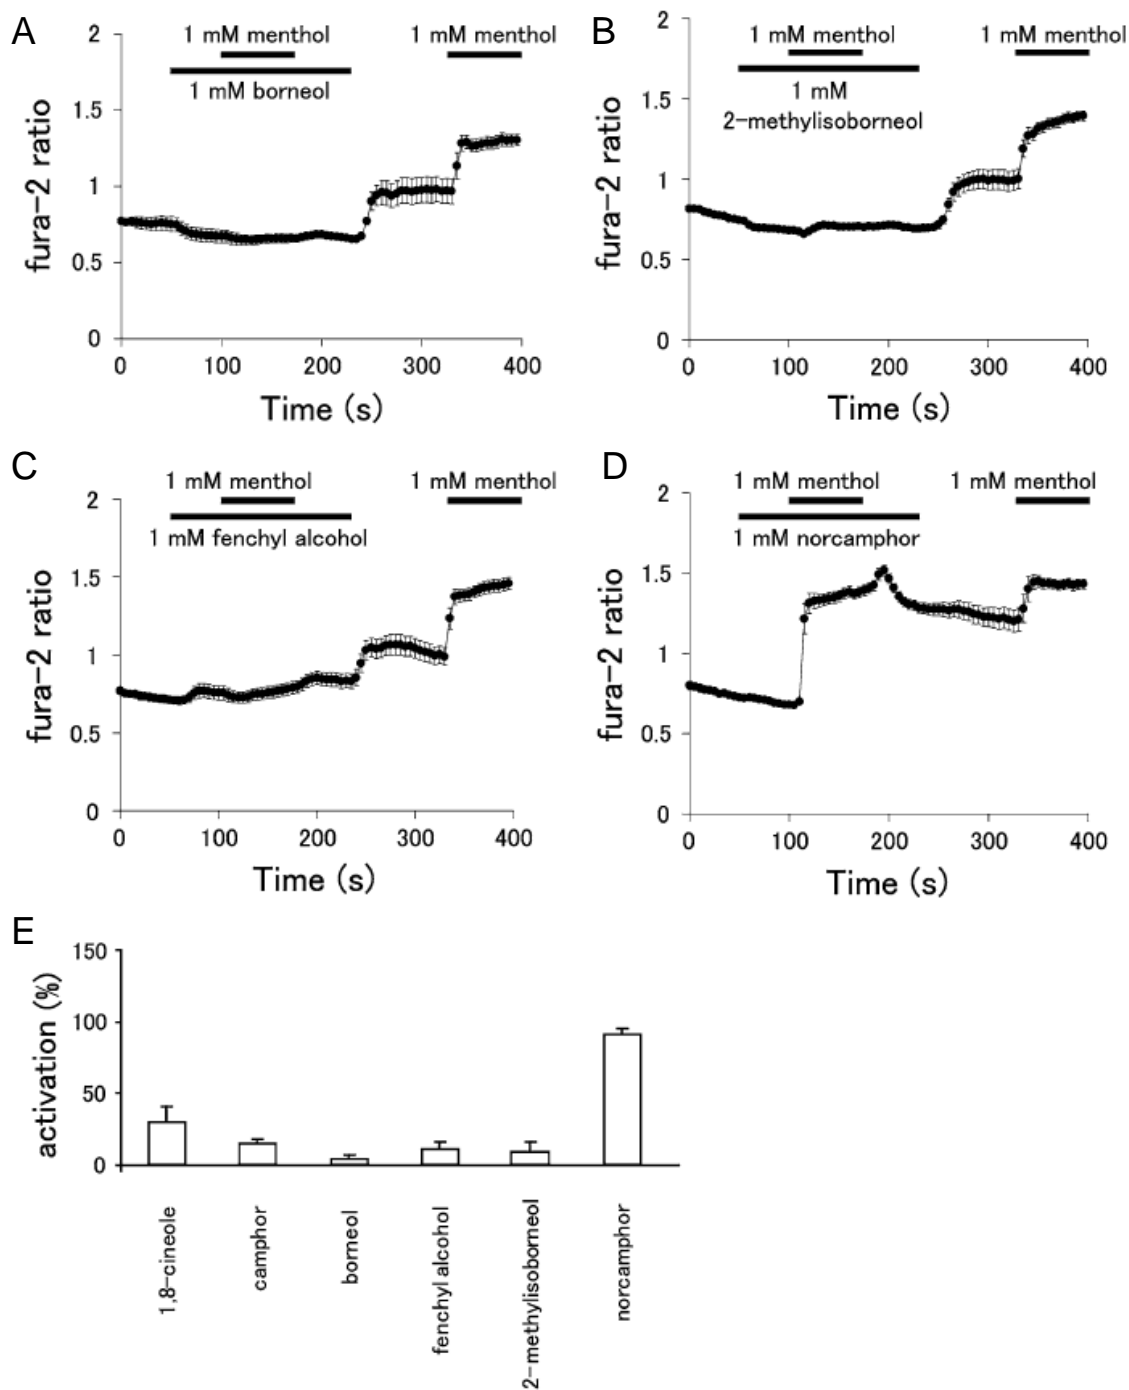 A
1 mM menthol
1 mM menthol
1 mM borneol
2
1.5
1
0.5
0
fura-2 ratio
0 100 200 300 400
Time (s)
B
1 mM menthol
1 mM menthol
1 mM
2-methylisoborneol
2
1.5
1
0.5
0
fura-2 ratio
0 100 200 300 400
Time (s)
C
1 mM menthol
1 mM menthol
1 mM fenchyl alcohol
2
1.5
1
0.5
0
fura-2 ratio
0 100 200 300 400
Time (s)
D
1 mM menthol
1 mM menthol
1 mM norcamphor
2
1.5
1
0.5
0
fura-2 ratio
0 100 200 300 400
Time (s)
E
150
100
50
0
activation (%)
1,8-cineole
camphor
borneol
fenchyl alcohol
2-methylisoborneol
norcamphor